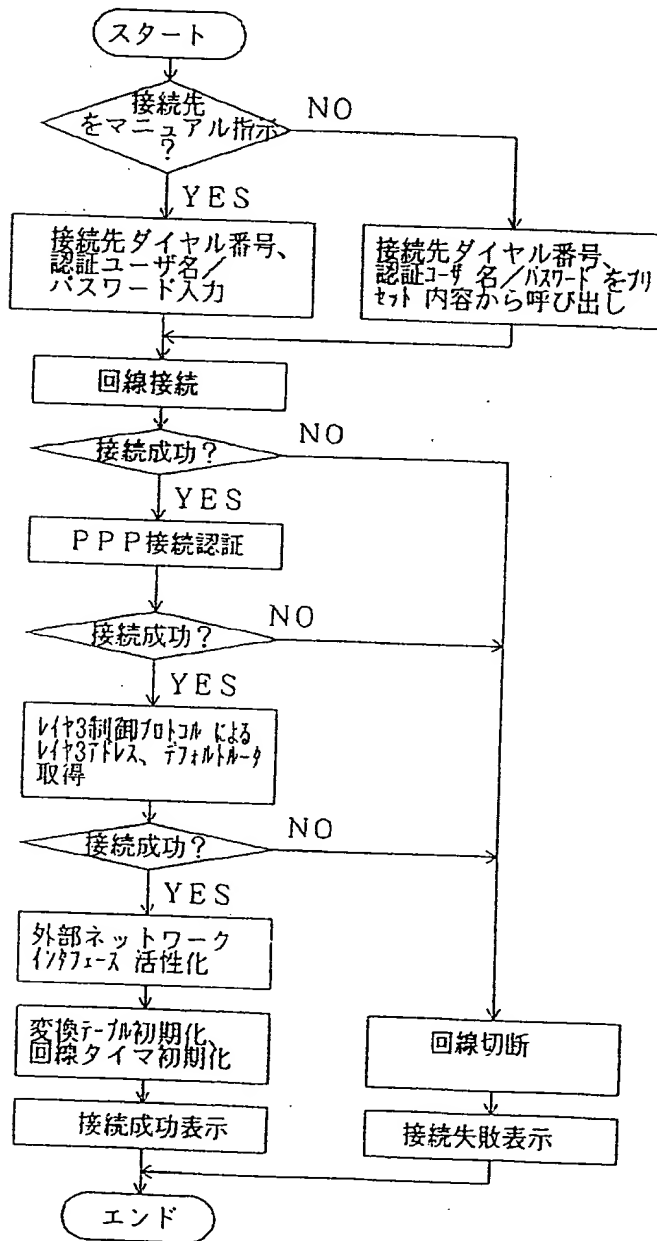 スタート
接続先
をマニュアル指示
?
NO
YES
接続先ダイヤル番号、
認証ユーザ名/
パスワード入力
接続先ダイヤル番号、
認証ユーザ名/パスワードをプリ
セット内容から呼び出し
回線接続
接続成功?
NO
YES
PPP接続認証
接続成功?
NO
YES
レイヤ3制御プロトコルによる
レイヤ3アドレス、デフォルトルータ
取得
接続成功?
NO
YES
外部ネットワーク
インタフェース活性化
変換テーブル初期化、
回線タイマ初期化
回線切断
接続成功表示
接続失敗表示
エンド